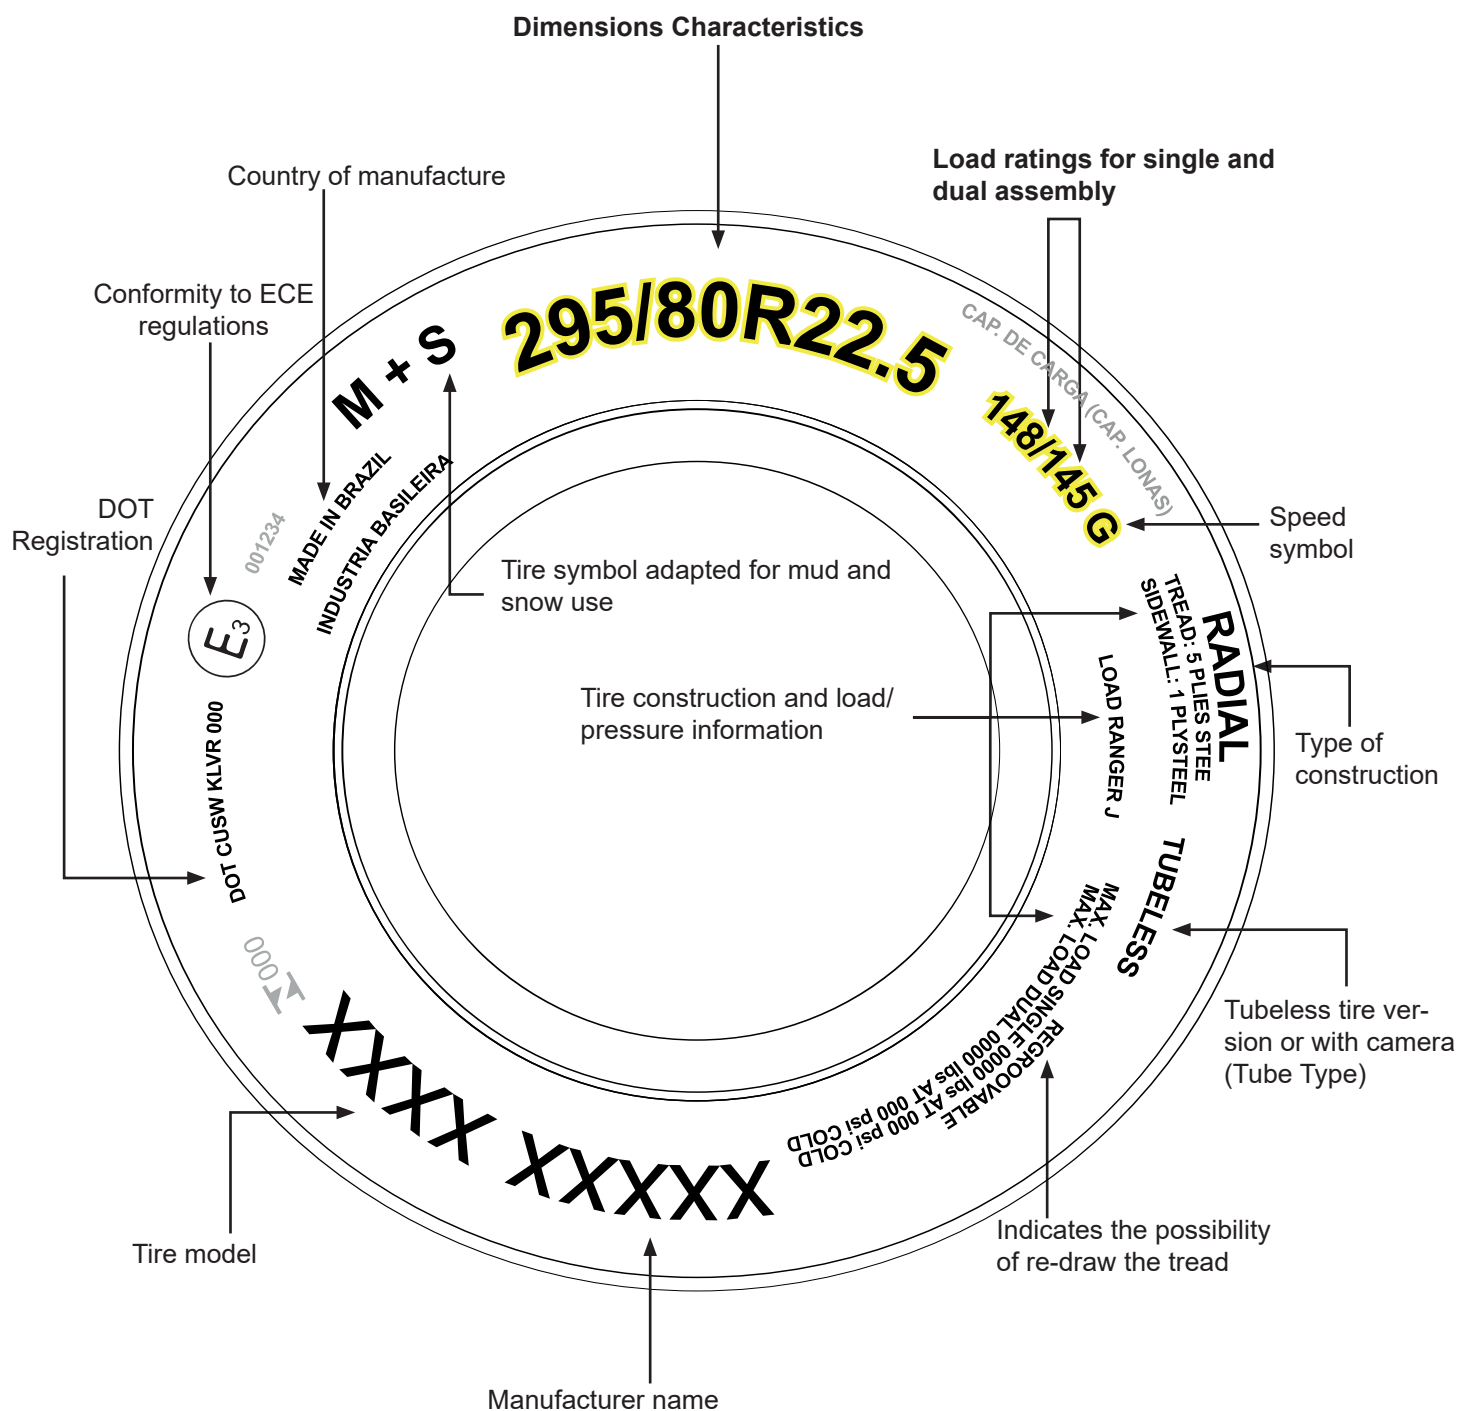 Dimensions Characteristics
Load ratings for single and
dual assembly
Country of manufacture
Conformity to ECE
regulations
M + S
295/80R22.5
CAP. DE CARGA (CAP. LONAS)
148/145 G
DOT
Registration
001234
MADE IN BRAZIL
INDUSTRIA BASILEIRA
Speed
symbol
Tire symbol adapted for mud and
snow use
E3
RADIAL
TREAD: 5 PLIES STEE
SIDEWALL: 1 PLYSTEEL
LOAD RANGER J
Tire construction and load/
pressure information
Type of
construction
DOT CUSW KLVR 000
TUBELESS
MAX. LOAD SINGLE 0000 lbs AT 000 psi COLD
MAX. LOAD DUAL 0000 lbs AT 000 psi COLD
REGROOVABLE
000
Tubeless tire ver-
sion or with camera
(Tube Type)
XXXX
XXXXX
Tire model
Indicates the possibility
of re-draw the tread
Manufacturer name